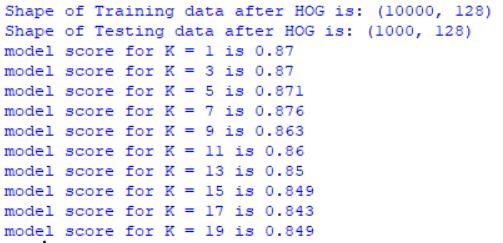 Shape of Training data after HOG is: (10000, 128)
Shape of Testing data after HOG is: (1000, 128)
model score for K = 1 is 0.87
model score for K = 3 is 0.87
model score for K = 5 is 0.871
model score for K = 7 is 0.876
model score for K = 9 is 0.863
model score for K = 11 is 0.86
model score for K = 13 is 0.85
model score for K = 15 is 0.849
model score for K = 17 is 0.843
model score for K = 19 is 0.849